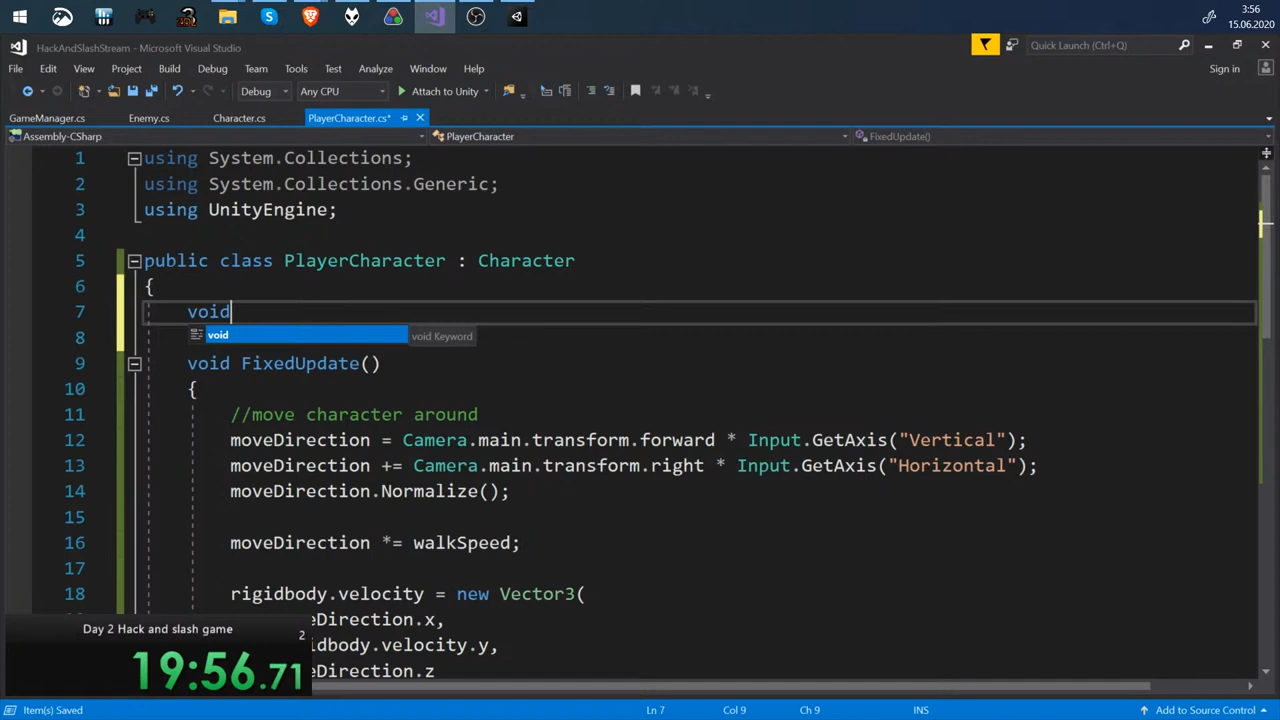 3:56
15.06.2020
HackAndSlashStream - Microsoft Visual Studio
Quick Launch (Ctrl+Q)
File Edit View Project Build Debug Team Tools Test Analyze Window Help
Sign in
Debug Any CPU Attach to Unity
GameManager.cs Enemy.cs Character.cs PlayerCharacter.cs*
Assembly-CSharp PlayerCharacter FixedUpdate()
1 using System.Collections;
2 using System.Collections.Generic;
3 using UnityEngine;
4
5 public class PlayerCharacter : Character
6 {
7 void
void void Keyword
8
9 void FixedUpdate()
10 {
11 //move character around
12 moveDirection = Camera.main.transform.forward * Input.GetAxis("Vertical");
13 moveDirection += Camera.main.transform.right * Input.GetAxis("Horizontal");
14 moveDirection.Normalize();
15
16 moveDirection *= walkSpeed;
17
18 rigidbody.velocity = new Vector3(
eDirection.x,
idbody.velocity.y,
eDirection.z
Day 2 Hack and slash game 2
19:56.71
Item(s) Saved Ln 7 Col 9 Ch 9 INS Add to Source Control